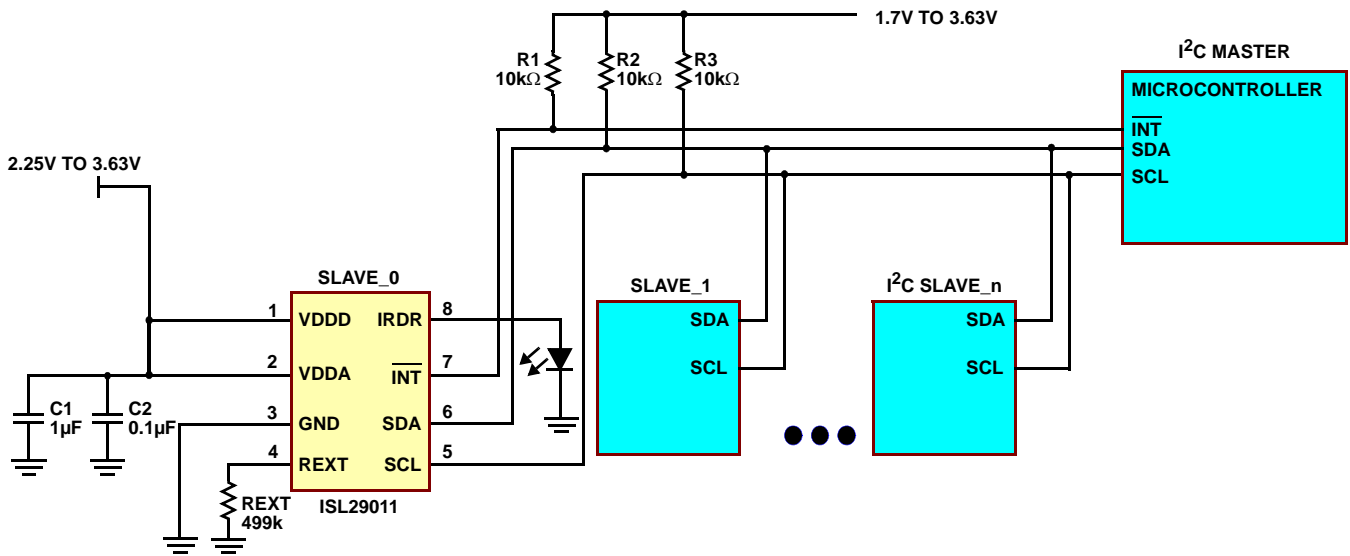 1.7V TO 3.63V
R1
10kΩ
R2
10kΩ
R3
10kΩ
I²C MASTER
MICROCONTROLLER
I̅N̅T̅
SDA
SCL
2.25V TO 3.63V
SLAVE_0
1
VDDD
IRDR
8
2
VDDA
I̅N̅T̅
7
3
GND
SDA
6
4
REXT
SCL
5
ISL29011
C1
1µF
C2
0.1µF
REXT
499k
SLAVE_1
SDA
SCL
I²C SLAVE_n
SDA
SCL